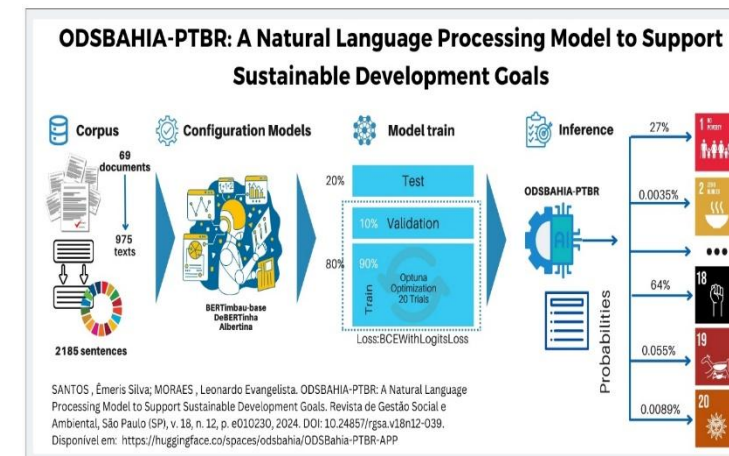 ODSBAHIA-PTBR: A Natural Language Processing Model to Support
Sustainable Development Goals
Corpus
69
documents
975
texts
2185 sentences
Configuration Models
BERTimbau-base
DeBERTinha
Albertina
Model train
20%
Test
10%
Validation
80%
90%
Train
Optuna
Optimization
20 Trials
Loss:BCEWithLogitsLoss
Inference
ODSBAHIA-PTBR
AI
Probabilities
27%
0.0035%
64%
0.055%
0.0089%
1
2
•••
18
19
20
SANTOS , Êmeris Silva; MORAES , Leonardo Evangelista. ODSBAHIA-PTBR: A Natural Language
Processing Model to Support Sustainable Development Goals. Revista de Gestão Social e
Ambiental, São Paulo (SP), v. 18, n. 12, p. e010230, 2024. DOI: 10.24857/rgsa.v18n12-039.
Disponível em: https://huggingface.co/spaces/odsbahia/ODSBahia-PTBR-APP